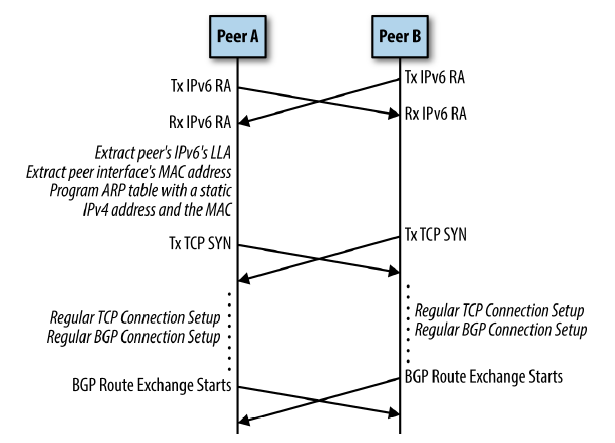 Peer A
Peer B
Tx IPv6 RA
Tx IPv6 RA
Rx IPv6 RA
Rx IPv6 RA
Extract peer's IPv6's LLA
Extract peer interface's MAC address
Program ARP table with a static
IPv4 address and the MAC
Tx TCP SYN
Tx TCP SYN
Regular TCP Connection Setup
Regular BGP Connection Setup
Regular TCP Connection Setup
Regular BGP Connection Setup
BGP Route Exchange Starts
BGP Route Exchange Starts